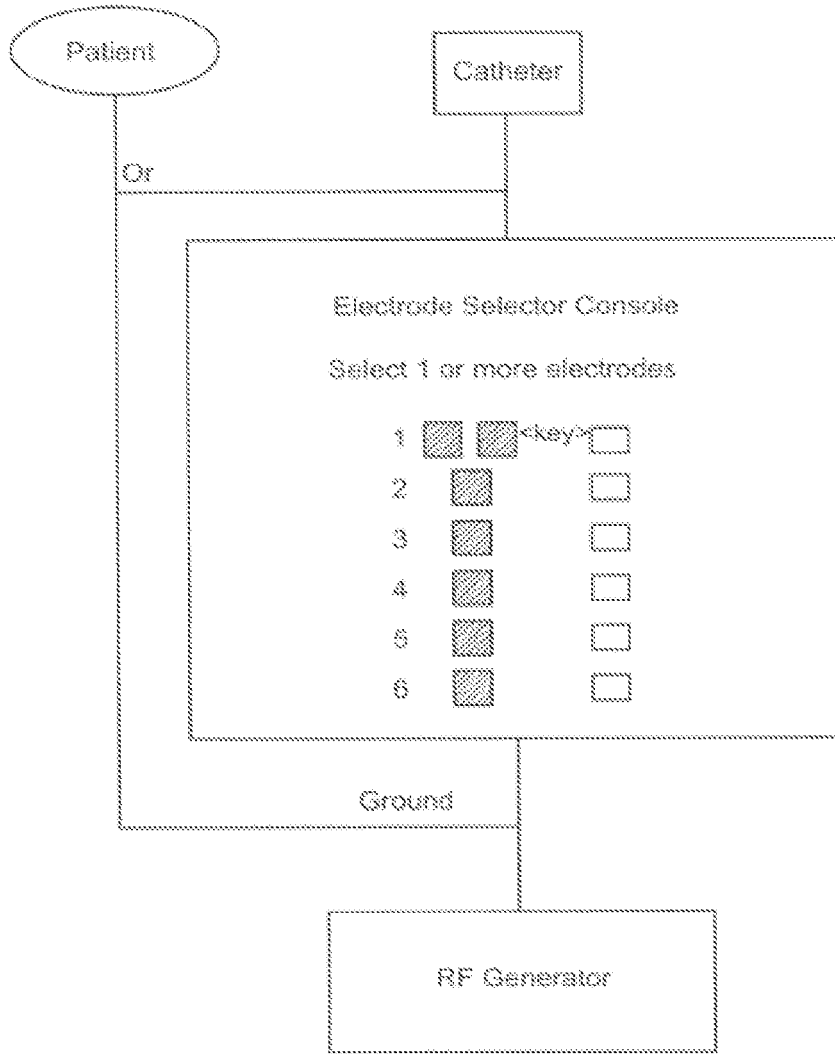 Patient
Catheter
Or
Electrode Selector Console
Select 1 or more electrodes
1 <key>
2
3
4
5
6
Ground
RF Generator